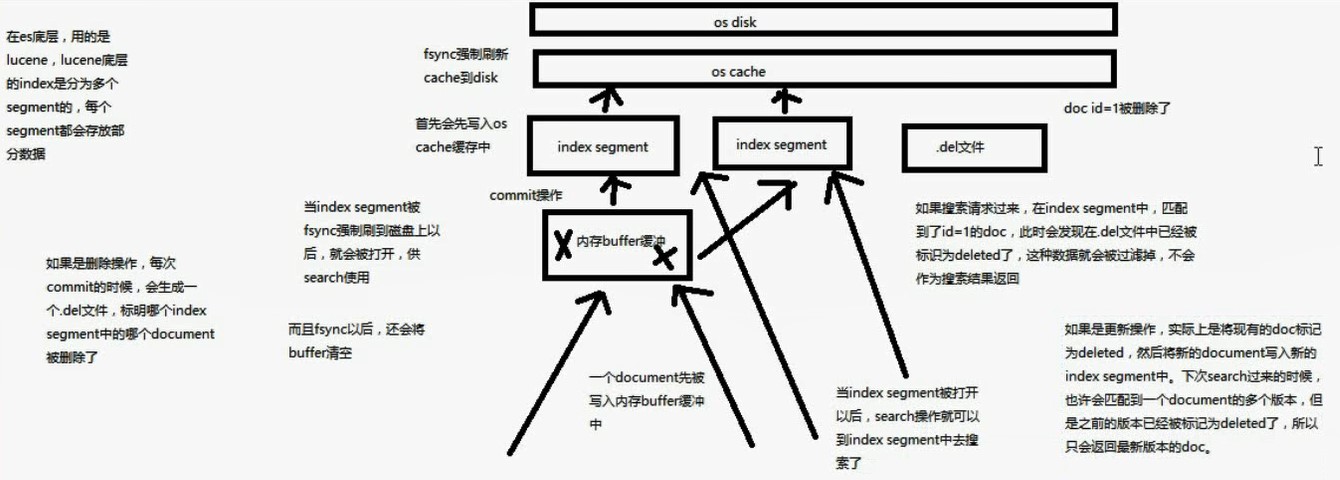 os disk
在es底层，用的是
lucene，lucene底层
的index是分为多个
segment的，每个
segment都会存放部
分数据
fsync强制刷新
cache到disk
os cache
doc id=1被删除了
首先会先写入os
cache缓存中
index segment
index segment
.del文件
commit操作
当index segment被
fsync强制刷到磁盘上以
后，就会被打开，供
search使用
内存buffer缓冲
如果搜索请求过来，在index segment中，匹配
到了id=1的doc，此时会发现在.del文件中已经被
标识为deleted了，这种数据就会被过滤掉，不会
作为搜索结果返回
如果是删除操作，每次
commit的时候，会生成一
个.del文件，标明哪个index
segment中的哪个document
被删除了
而且fsync以后，还会将
buffer清空
一个document先被
写入内存buffer缓冲
中
当index segment被打开
以后，search操作就可以
到index segment中去搜
索了
如果是更新操作，实际上是将现有的doc标记
为deleted，然后将新的document写入新的
index segment中。下次search过来的时候，
也许会匹配到一个document的多个版本，但
是之前的版本已经被标记为deleted了，所以
只会返回最新版本的doc。